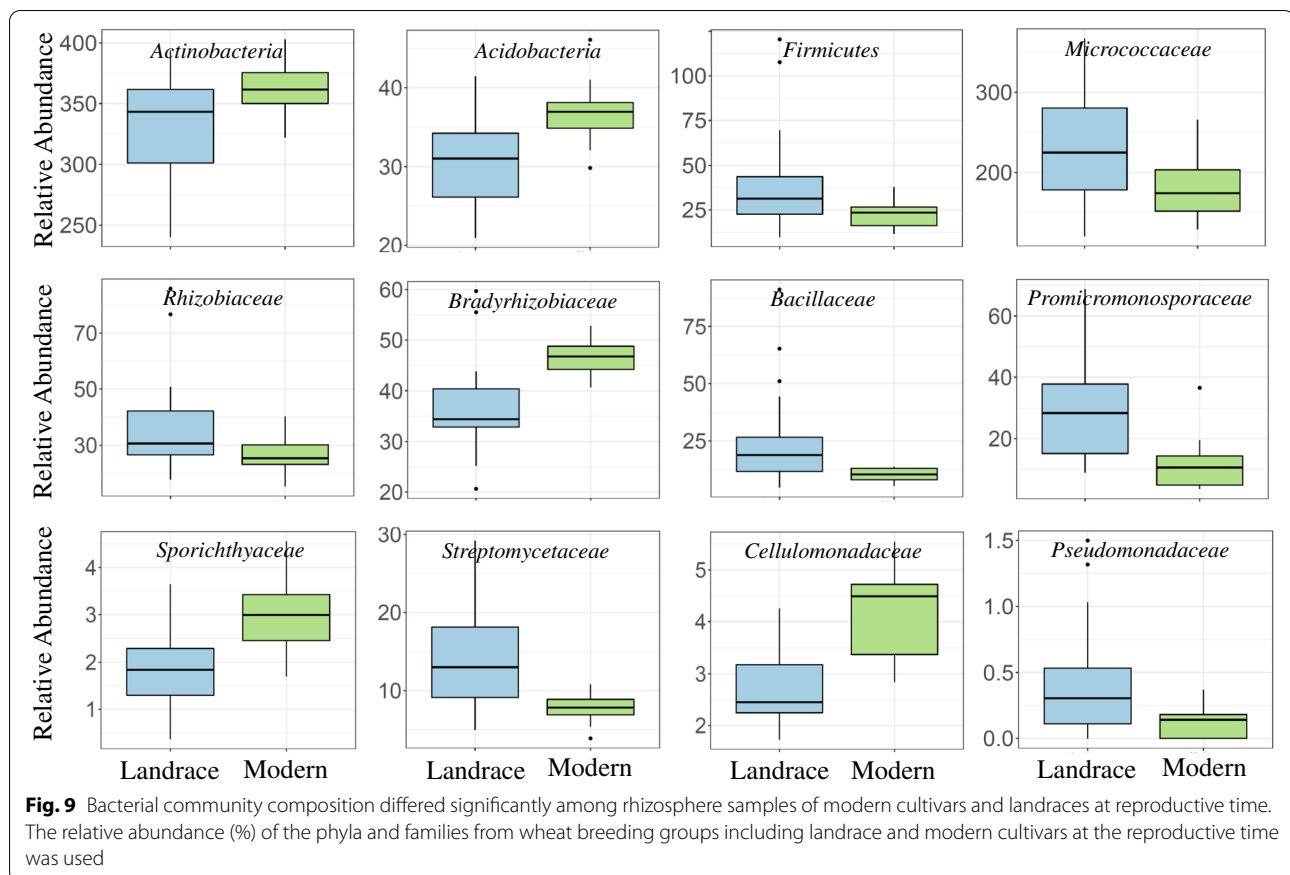 Relative Abundance
Actinobacteria
400
350
300
250
Acidobacteria
40
30
20
Firmicutes
100
75
50
25
Micrococcaceae
300
200
Relative Abundance
Rhizobiaceae
70
50
30
Bradyrhizobiaceae
60
50
40
30
20
Bacillaceae
75
50
25
Promicromonosporaceae
60
40
20
Relative Abundance
Sporichthyaceae
4
3
2
1
Streptomycetaceae
30
20
10
Cellulomonadaceae
5
4
3
2
Pseudomonadaceae
1.5
1.0
0.5
0.0
Landrace Modern
Landrace Modern
Landrace Modern
Landrace Modern
Fig. 9 Bacterial community composition differed significantly among rhizosphere samples of modern cultivars and landraces at reproductive time.
The relative abundance (%) of the phyla and families from wheat breeding groups including landrace and modern cultivars at the reproductive time
was used